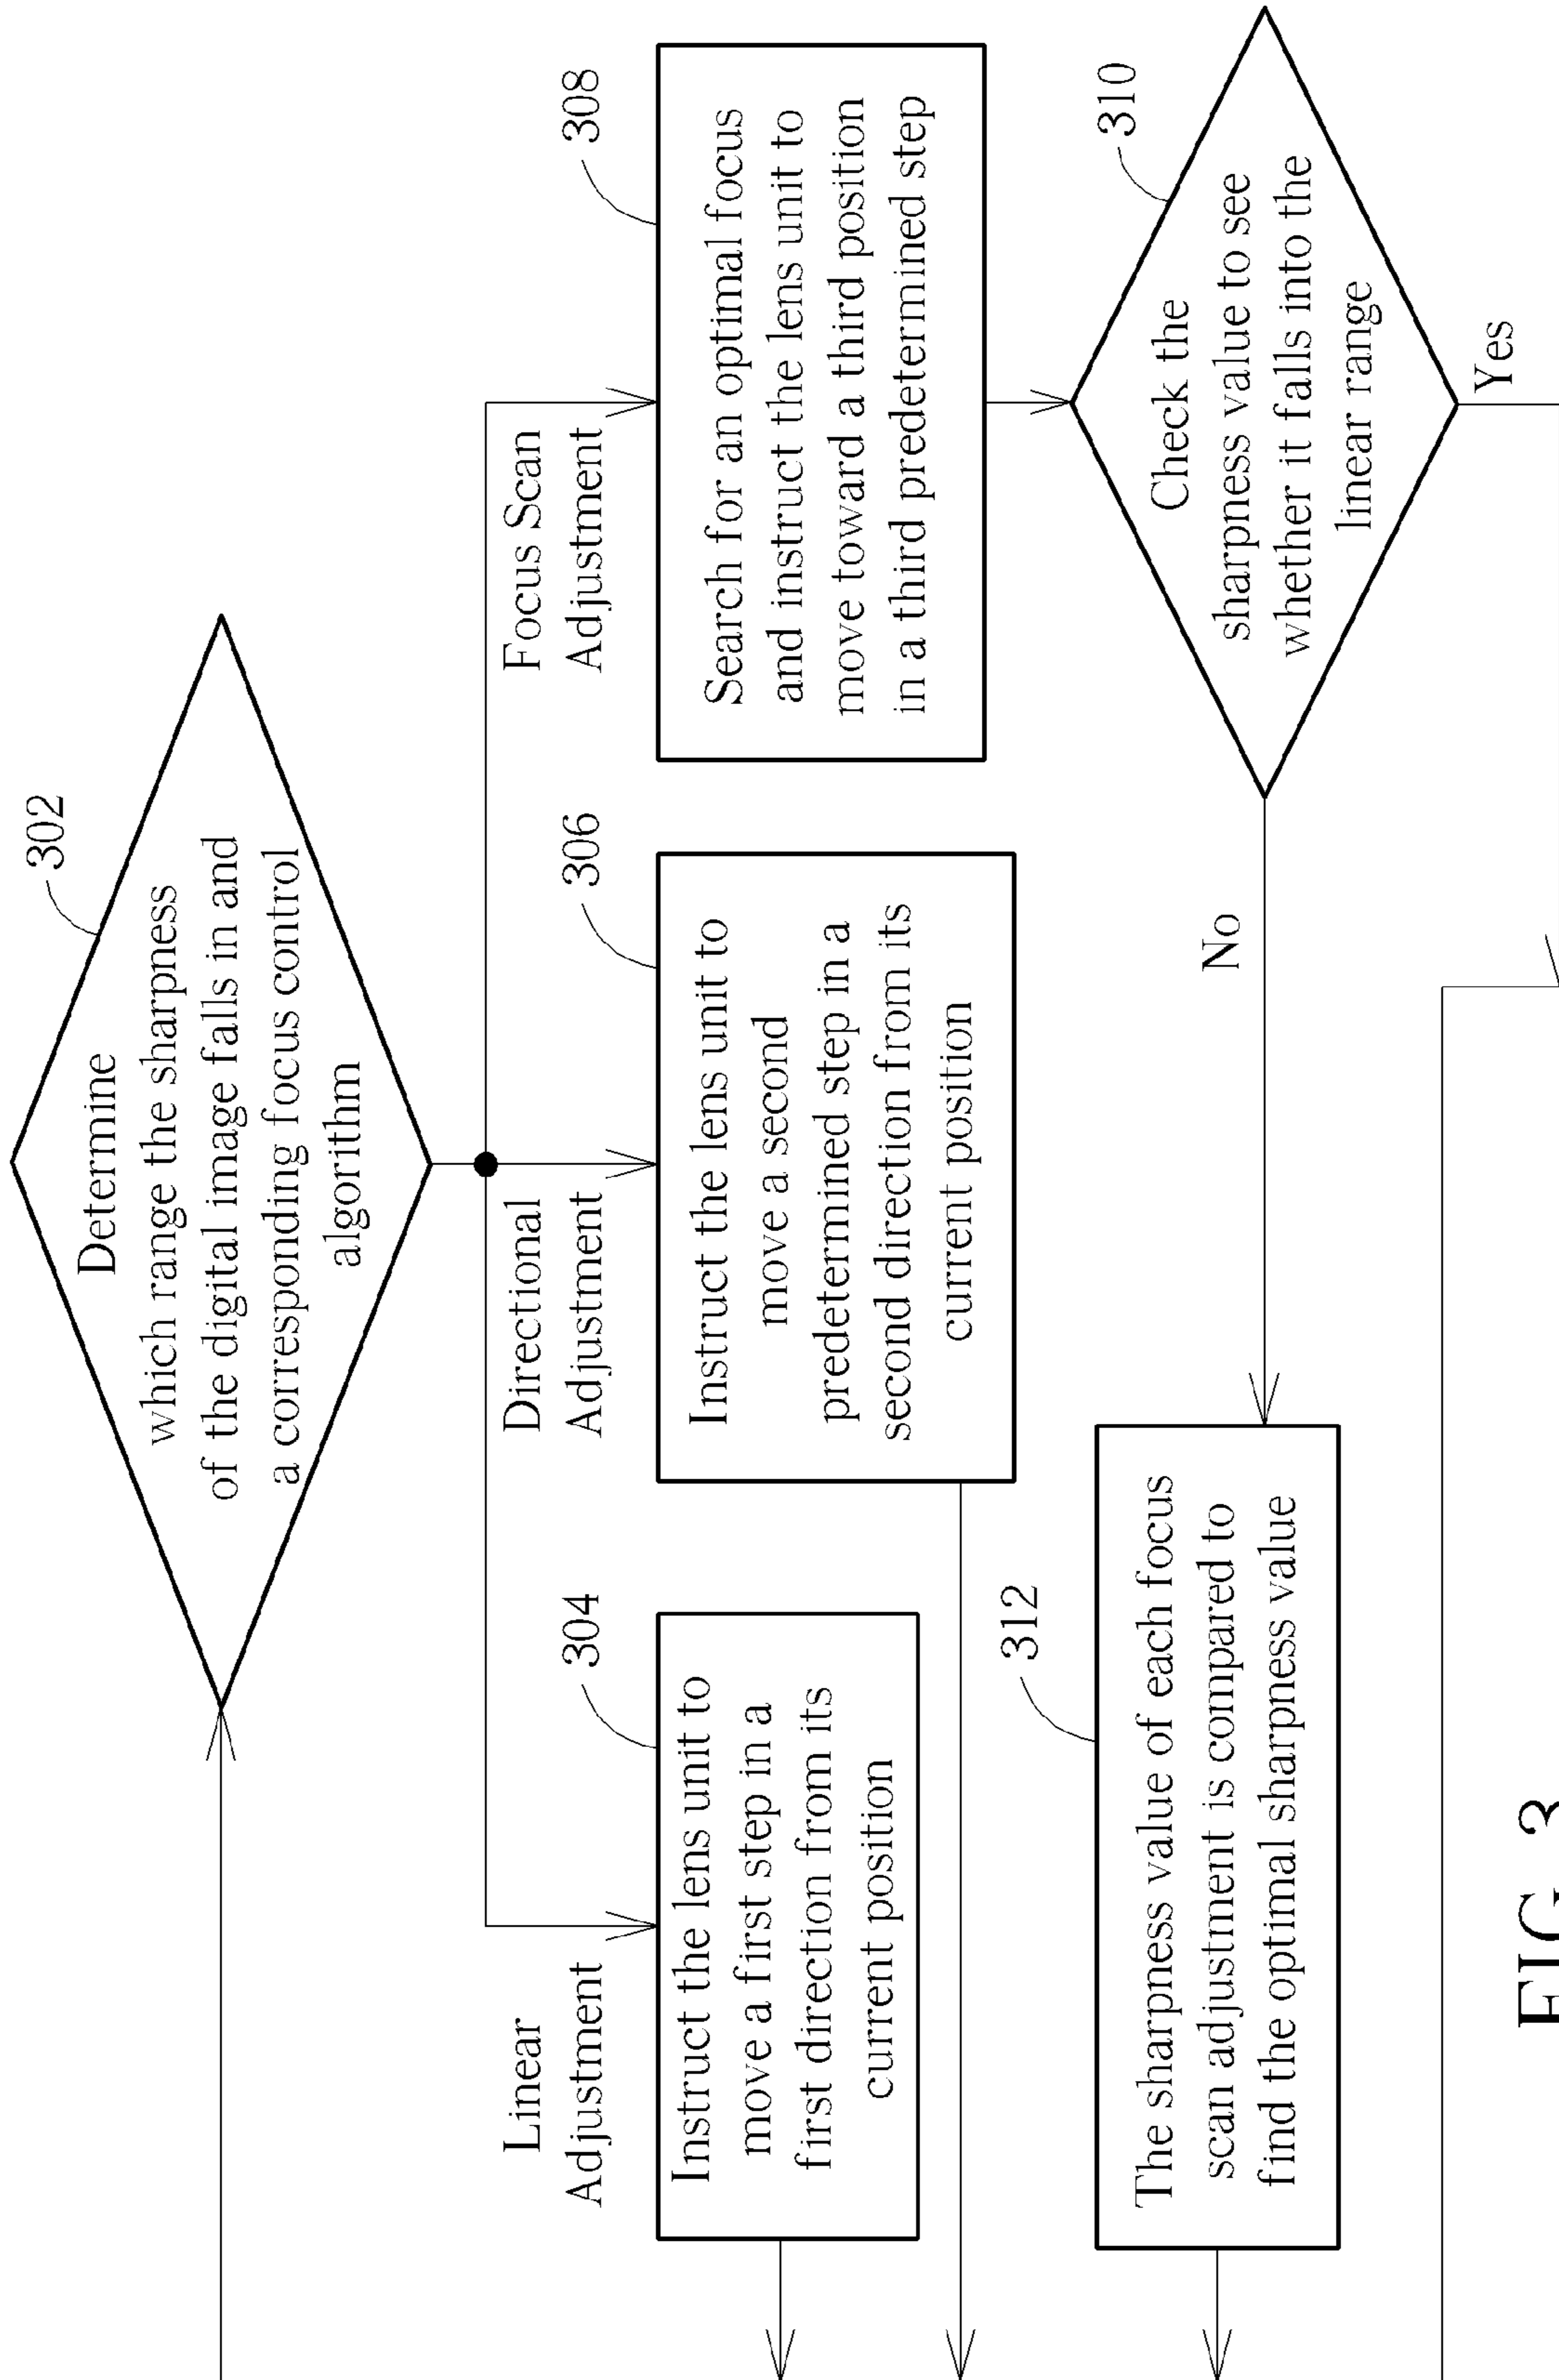 302
Determine
which range the sharpness
of the digital image falls in and
a corresponding focus control
algorithm
Linear
Adjustment
Directional
Adjustment
Focus Scan
Adjustment
304
Instruct the lens unit to
move a first step in a
first direction from its
current position
306
Instruct the lens unit to
move a second
predetermined step in a
second direction from its
current position
308
Search for an optimal focus
and instruct the lens unit to
move toward a third position
in a third predetermined step
310
Check the
sharpness value to see
whether it falls into the
linear range
No
Yes
312
The sharpness value of each focus
scan adjustment is compared to
find the optimal sharpness value
FIG. 3